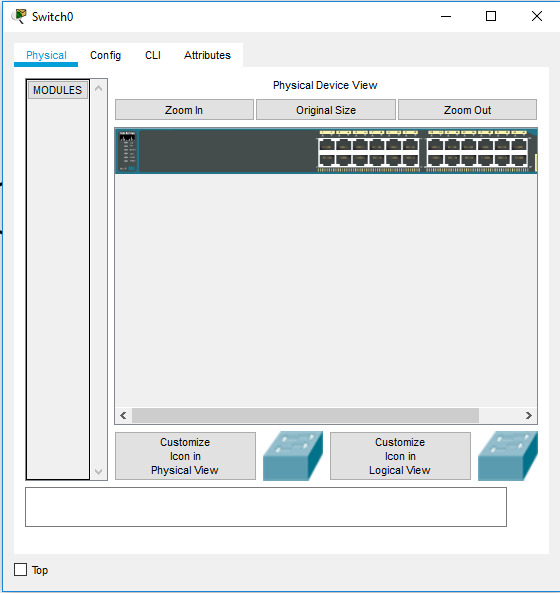 Switch0
Physical Config CLI Attributes
MODULES
Physical Device View
Zoom In Original Size Zoom Out
Customize
Icon in
Physical View
Customize
Icon in
Logical View
Top